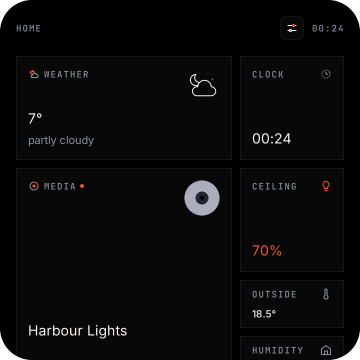 HOME
00:24
WEATHER
7°
partly cloudy
CLOCK
00:24
MEDIA
Harbour Lights
CEILING
70%
OUTSIDE
18.5°
HUMIDITY